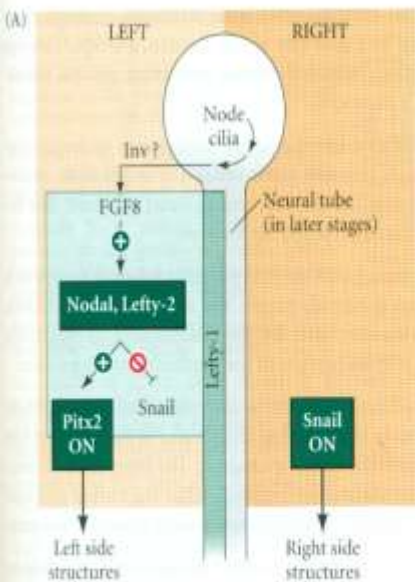 (A)
LEFT
RIGHT
Node
cilia
Inv ?
FGF8
Neural tube
(in later stages)
Nodal, Lefty-2
Lefty-1
Snail
Pitx2
ON
Snail
ON
Left side
structures
Right side
structures